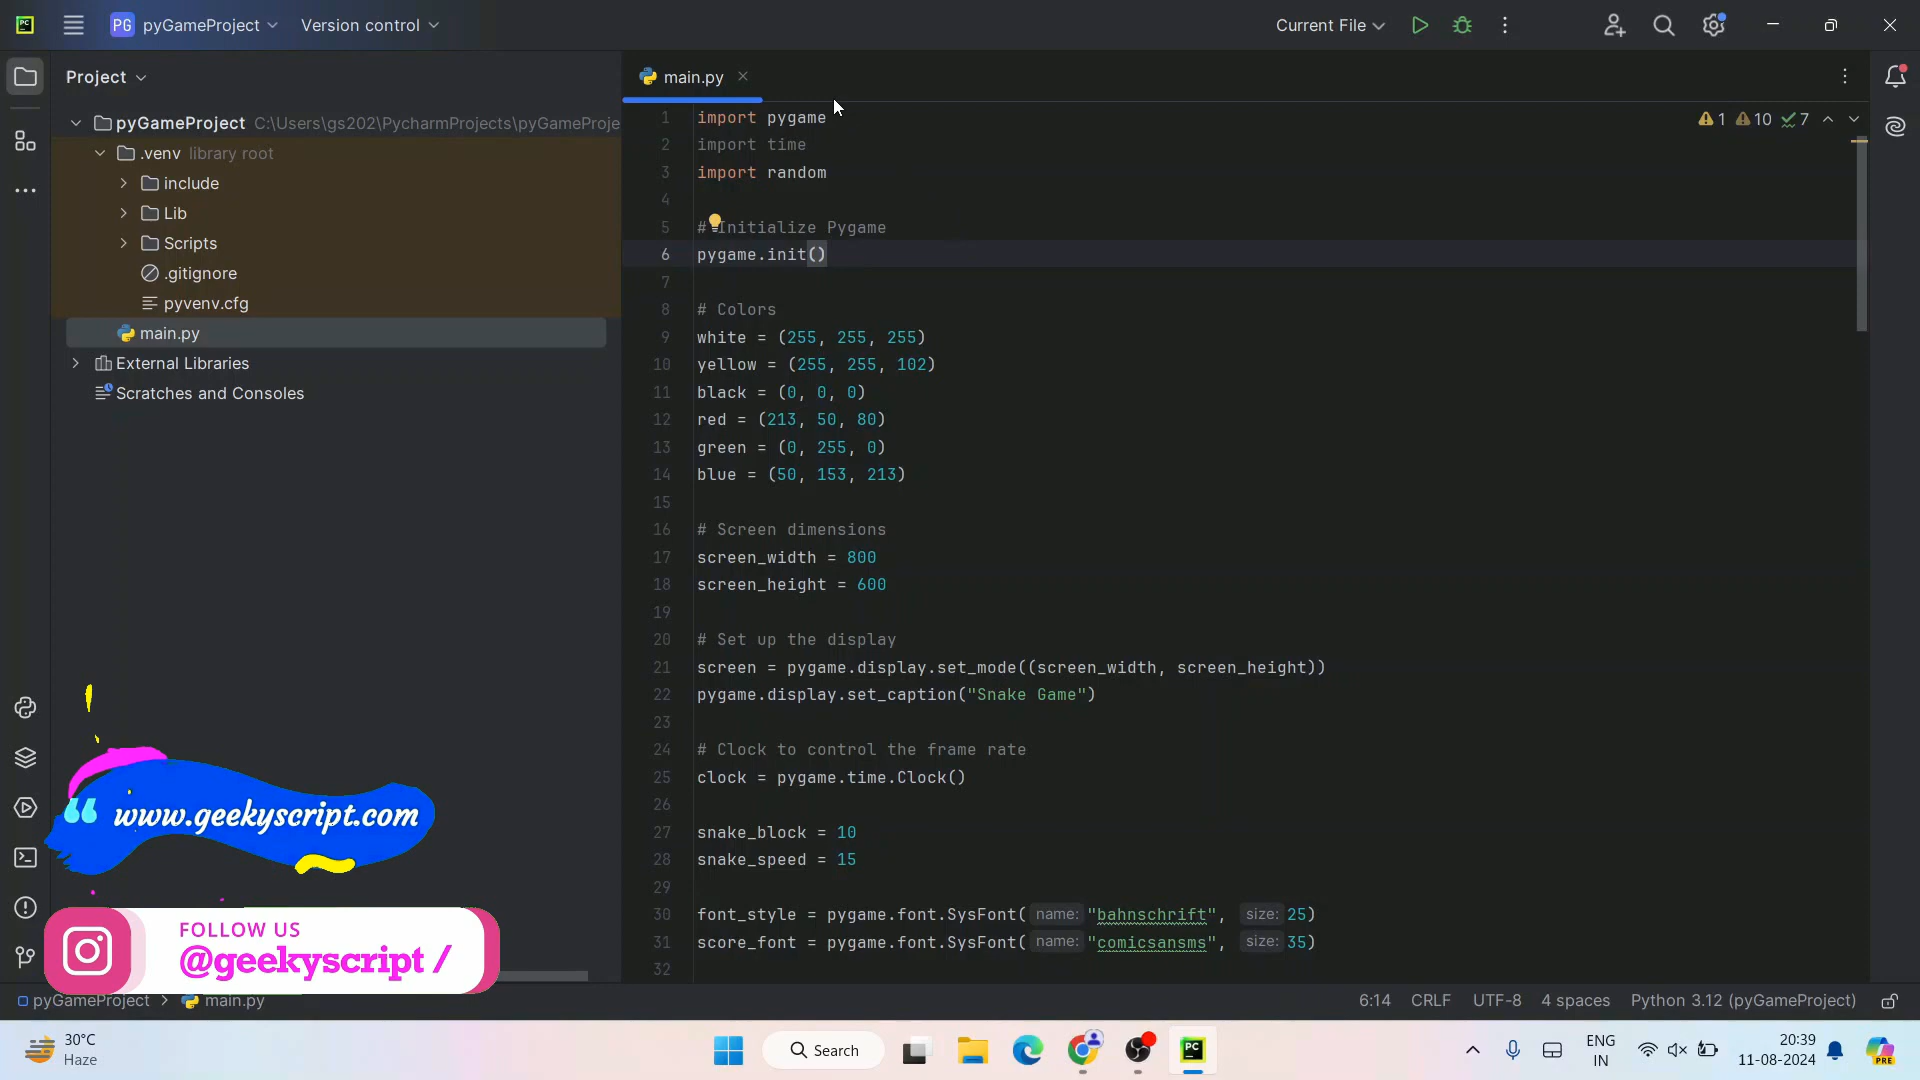 PC
PG pyGameProject Version control Current File
Project
main.py
pyGameProject C:\Users\gs202\PycharmProjects\pyGameProje
.venv library root
include
Lib
Scripts
.gitignore
pyvenv.cfg
main.py
External Libraries
Scratches and Consoles
1 10 7
1 import pygame
2 import time
3 import random
4
5 # Initialize Pygame
6 pygame.init()
7
8 # Colors
9 white = (255, 255, 255)
10 yellow = (255, 255, 102)
11 black = (0, 0, 0)
12 red = (213, 50, 80)
13 green = (0, 255, 0)
14 blue = (50, 153, 213)
15
16 # Screen dimensions
17 screen_width = 800
18 screen_height = 600
19
20 # Set up the display
21 screen = pygame.display.set_mode((screen_width, screen_height))
22 pygame.display.set_caption("Snake Game")
23
24 # Clock to control the frame rate
25 clock = pygame.time.Clock()
26
27 snake_block = 10
28 snake_speed = 15
29
30 font_style = pygame.font.SysFont( name: "bahnschrift", size: 25)
31 score_font = pygame.font.SysFont( name: "comicsansms", size: 35)
32
“ www.geekyscript.com
FOLLOW US
@geekyscript /
pyGameProject > main.py
6:14 CRLF UTF-8 4 spaces Python 3.12 (pyGameProject)
30°C
Haze
Search
PC
ENG
IN
20:39
11-08-2024
PRE